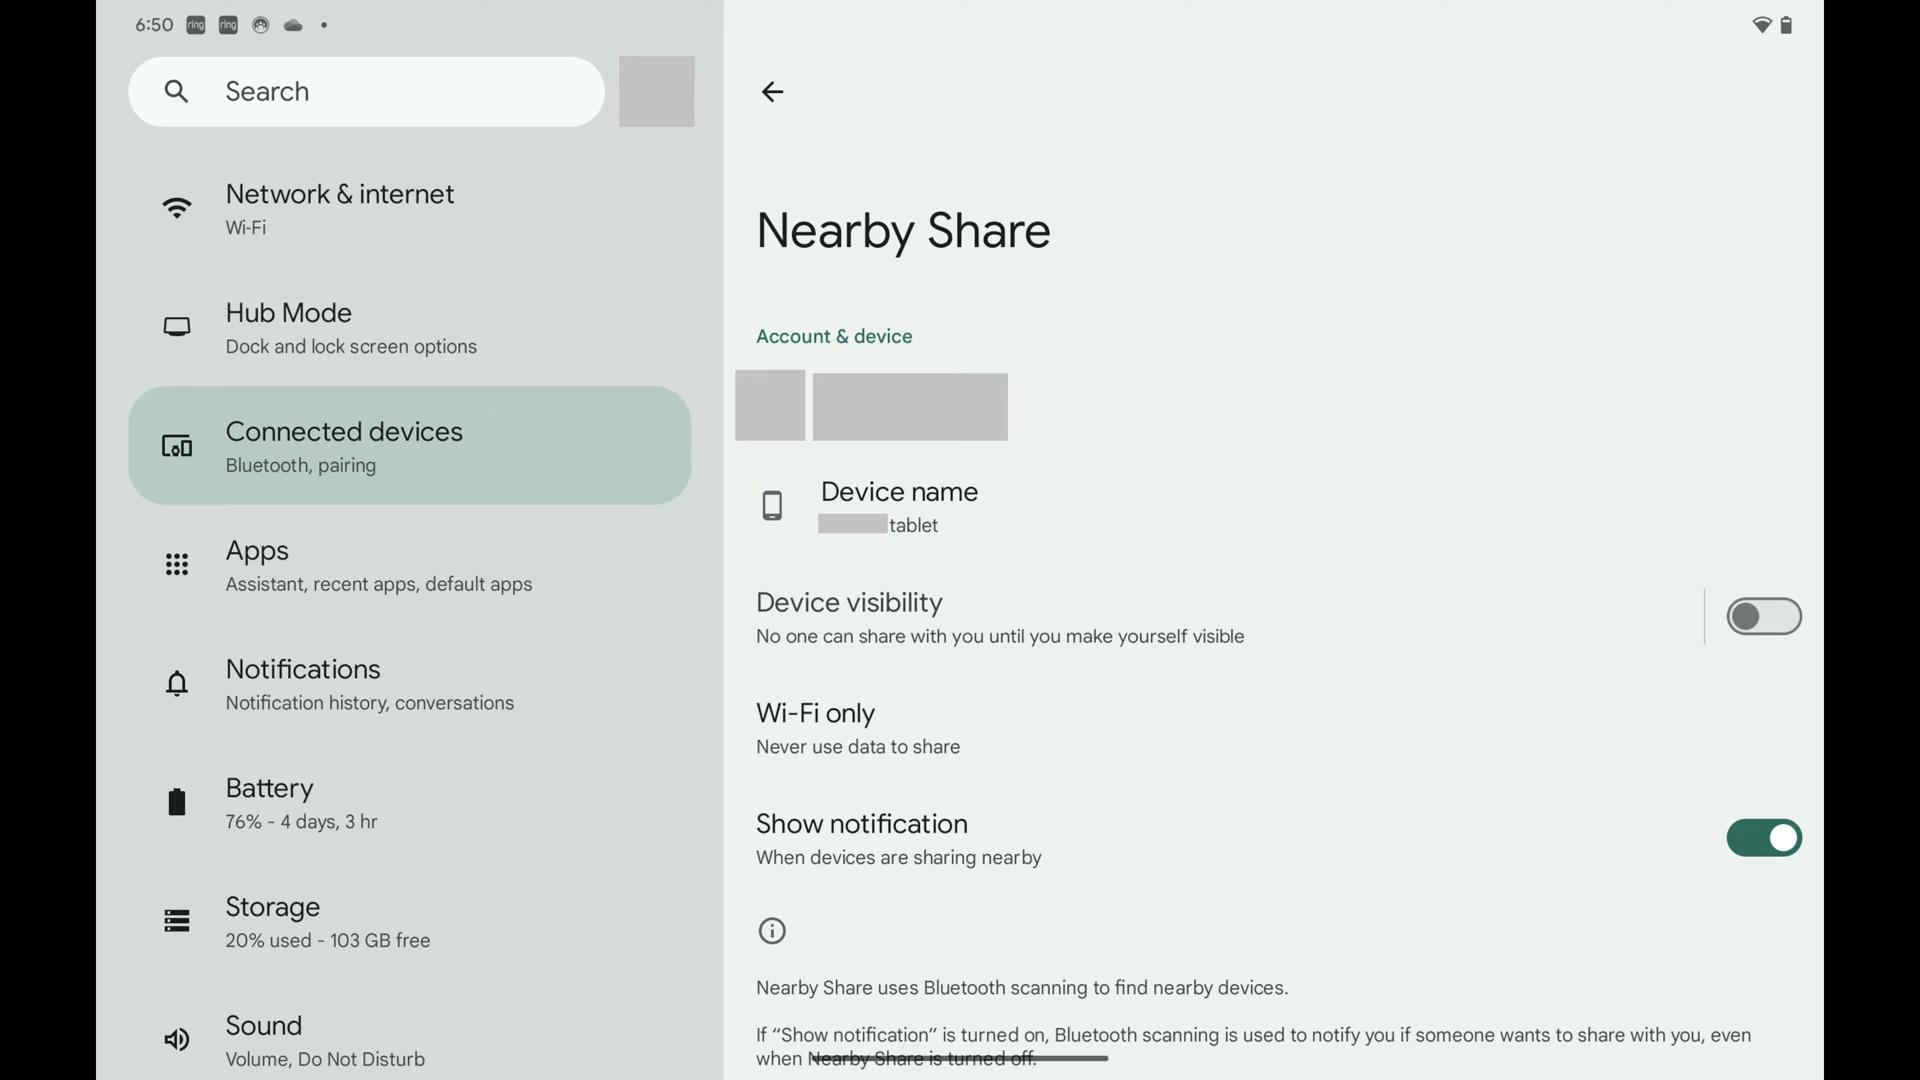 6:50
ring
ring
Search
Network & internet
Wi-Fi
Hub Mode
Dock and lock screen options
Connected devices
Bluetooth, pairing
Apps
Assistant, recent apps, default apps
Notifications
Notification history, conversations
Battery
76% - 4 days, 3 hr
Storage
20% used - 103 GB free
Sound
Volume, Do Not Disturb
Nearby Share
Account & device
Device name
tablet
Device visibility
No one can share with you until you make yourself visible
Wi-Fi only
Never use data to share
Show notification
When devices are sharing nearby
Nearby Share uses Bluetooth scanning to find nearby devices.
If “Show notification” is turned on, Bluetooth scanning is used to notify you if someone wants to share with you, even
when Nearby Share is turned off.